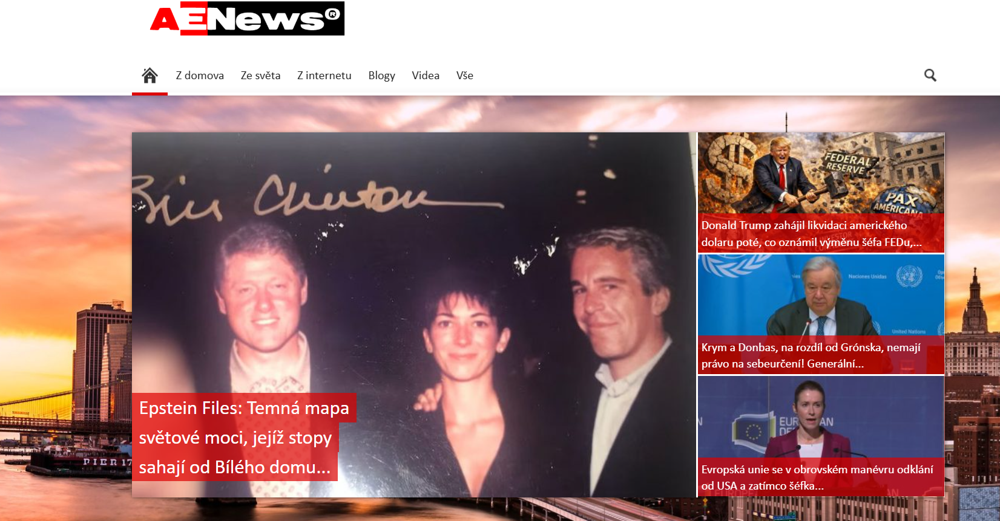 AENews®
Z domova Ze světa Z internetu Blogy Videa Vše
Bill Clinton
Epstein Files: Temná mapa
světové moci, jejíž stopy
sahají od Bílého domu...
FEDERAL
RESERVE
PAX
AMERICANA
Donald Trump zahájil likvidaci amerického
dolaru poté, co oznámil výměnu šéfa FEDu,...
Naciones Unidas
United Nations
Krym a Donbas, na rozdíl od Grónska, nemají
právo na sebeurčení! Generální...
Evropská unie se v obrovském manévru odklání
od USA a zatímco šéfka...
PIER 17